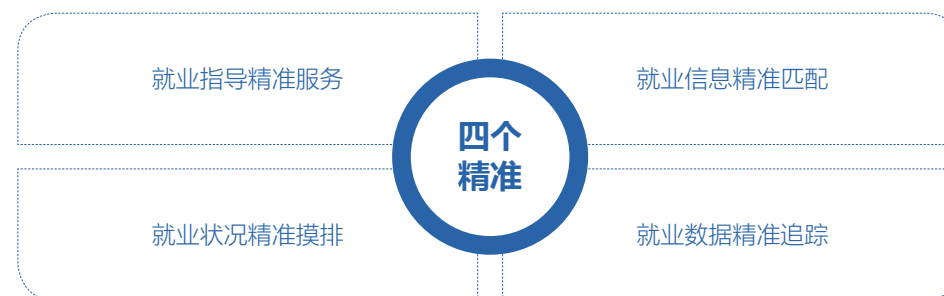 就业指导精准服务
就业信息精准匹配
四个
精准
就业状况精准摸排
就业数据精准追踪